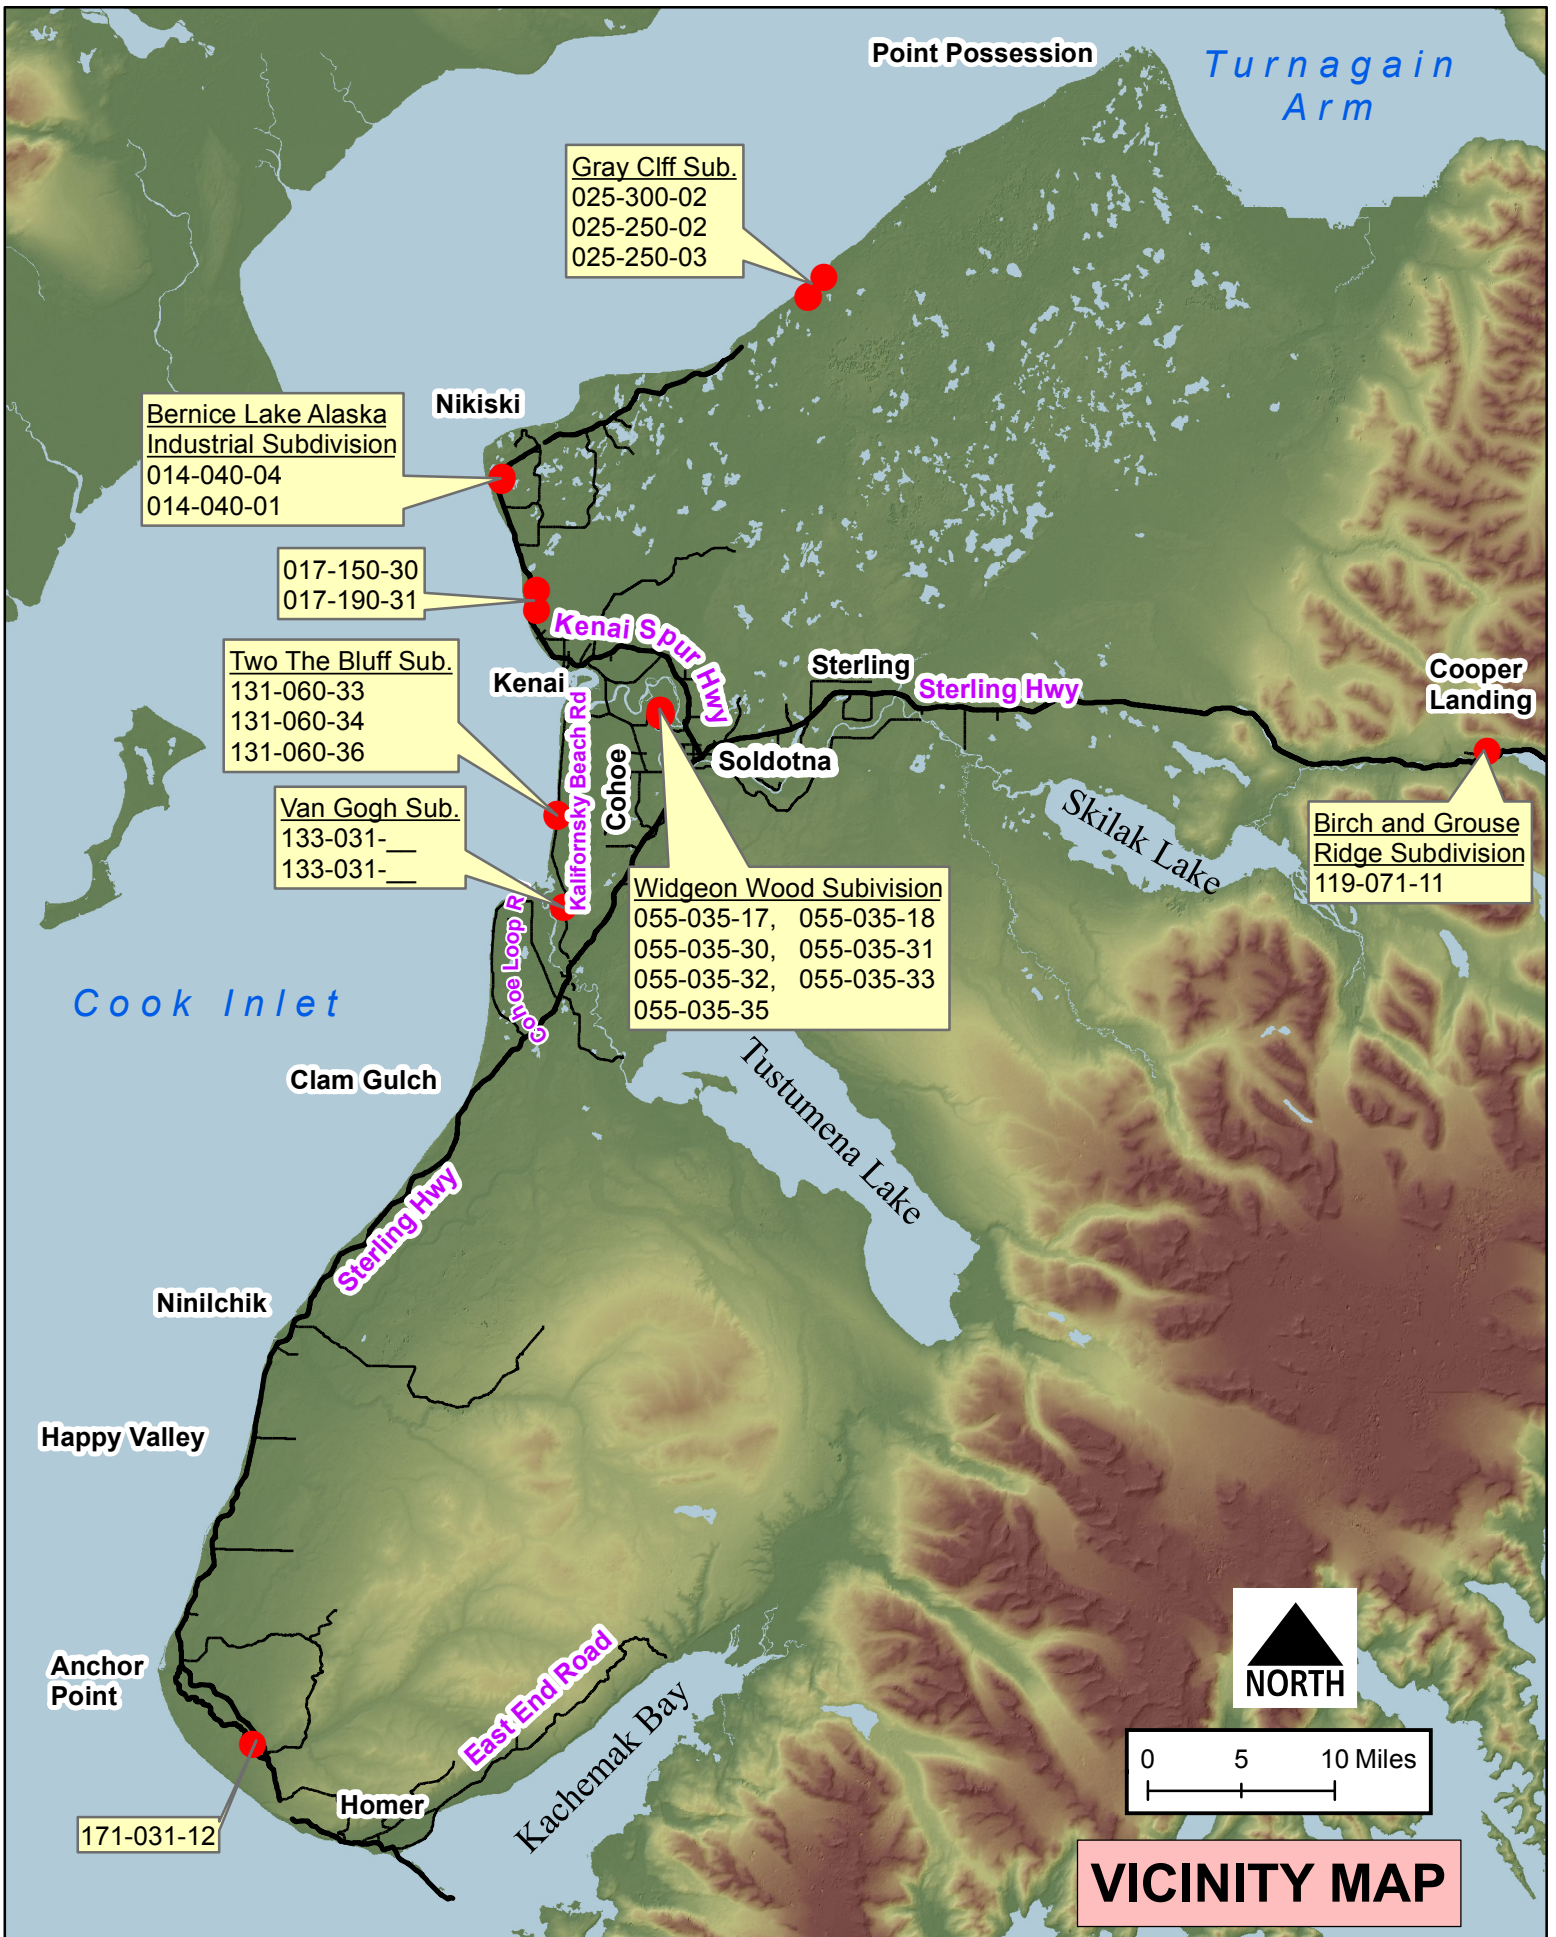 Point Possession
Turnagain
Arm
Gray Clff Sub.
025-300-02
025-250-02
025-250-03
Nikiski
Bernice Lake Alaska
Industrial Subdivision
014-040-04
014-040-01
017-150-30
017-190-31
Kenai Spur Hwy
Two The Bluff Sub.
131-060-33
131-060-34
131-060-36
Kenai
Sterling
Sterling Hwy
Cooper
Landing
Kalifornsky Beach Rd
Cohoe
Soldotna
Skilak Lake
Van Gogh Sub.
133-031-__
133-031-__
Birch and Grouse
Ridge Subdivision
119-071-11
Widgeon Wood Subivision
055-035-17, 055-035-18
055-035-30, 055-035-31
055-035-32, 055-035-33
055-035-35
Cohoe Loop R
Cook Inlet
Clam Gulch
Tustumena Lake
Sterling Hwy
Ninilchik
Happy Valley
Anchor
Point
East End Road
Kachemak Bay
Homer
171-031-12
NORTH
0 5 10 Miles
VICINITY MAP